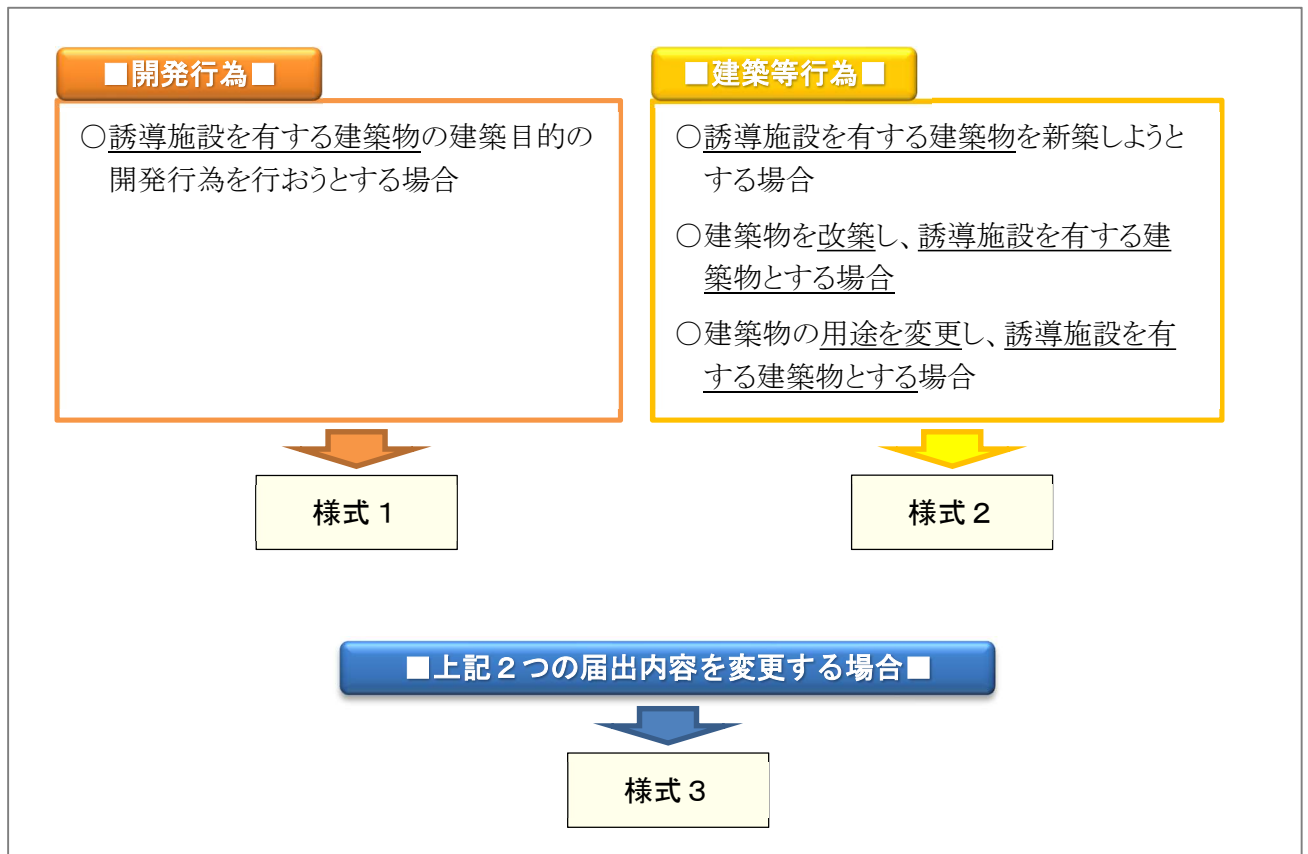 ■開発行為■
○誘導施設を有する建築物の建築目的の
開発行為を行おうとする場合
■建築等行為■
○誘導施設を有する建築物を新築しようと
する場合
○建築物を改築し、誘導施設を有する建
築物とする場合
○建築物の用途を変更し、誘導施設を有
する建築物とする場合
様式1
様式2
■上記2つの届出内容を変更する場合■
様式3